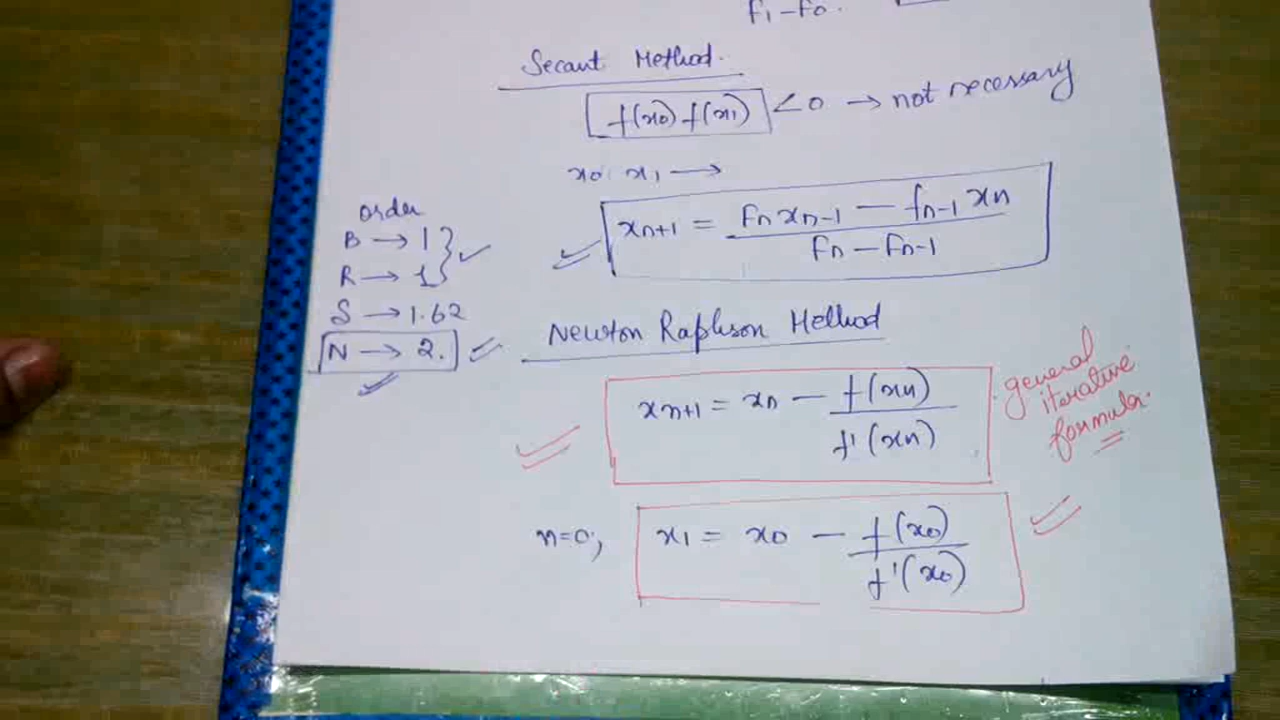 f₁-f₀.
Secant Method.
f(x₀) f(x₁) <0 → not necessary
x₀, x₁ →
xₙ₊₁ = (fₙ xₙ₋₁ - fₙ₋₁ xₙ) / (fₙ - fₙ₋₁)
order
B → 1
R → 1
S → 1.62
N → 2.
Newton Raphson Method
xₙ₊₁ = xₙ - f(xₙ) / f'(xₙ)
general
iterative
formula.
n=0, x₁ = x₀ - f(x₀) / f'(x₀)